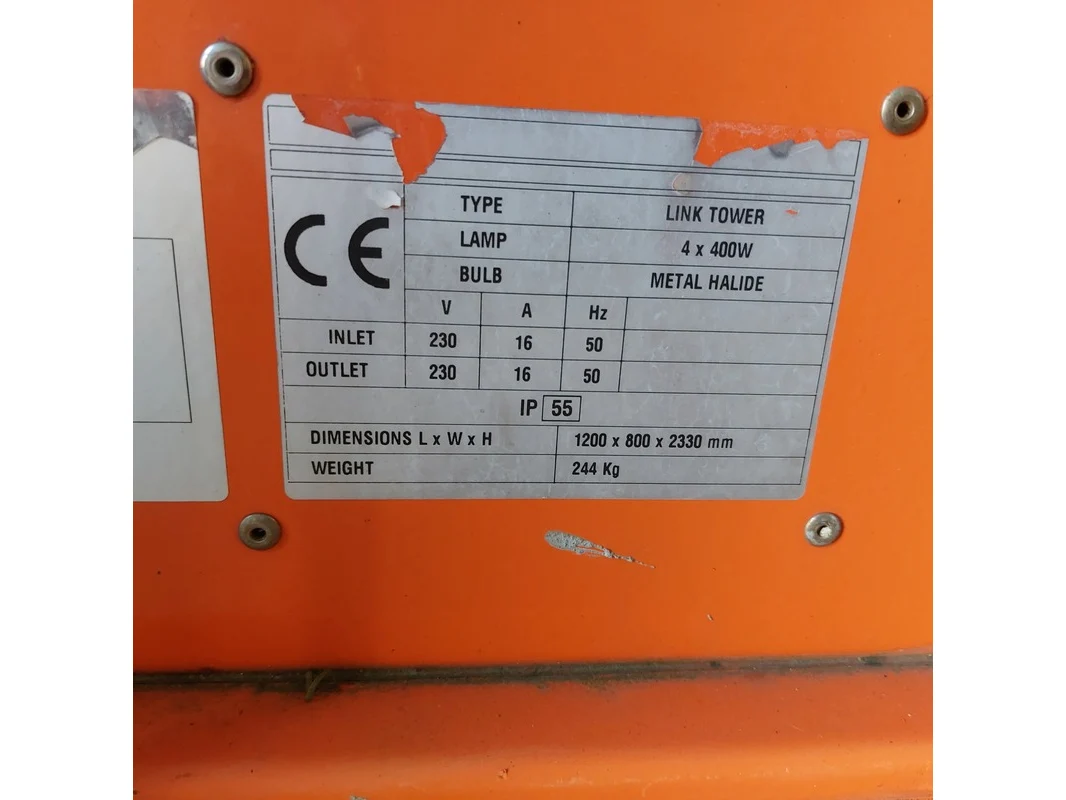 CE
TYPE LINK TOWER
LAMP 4 x 400W
BULB METAL HALIDE
V A Hz
INLET 230 16 50
OUTLET 230 16 50
IP 55
DIMENSIONS L x W x H 1200 x 800 x 2330 mm
WEIGHT 244 Kg